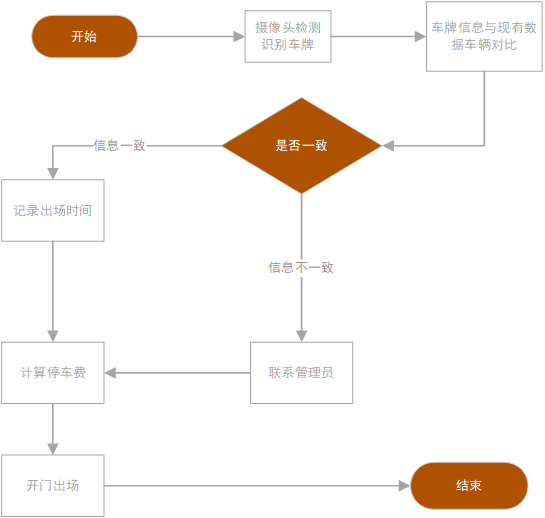 开始
摄像头检测
识别车牌
车牌信息与现有数
据车辆对比
是否一致
信息一致
记录出场时间
信息不一致
计算停车费
联系管理员
开门出场
结束